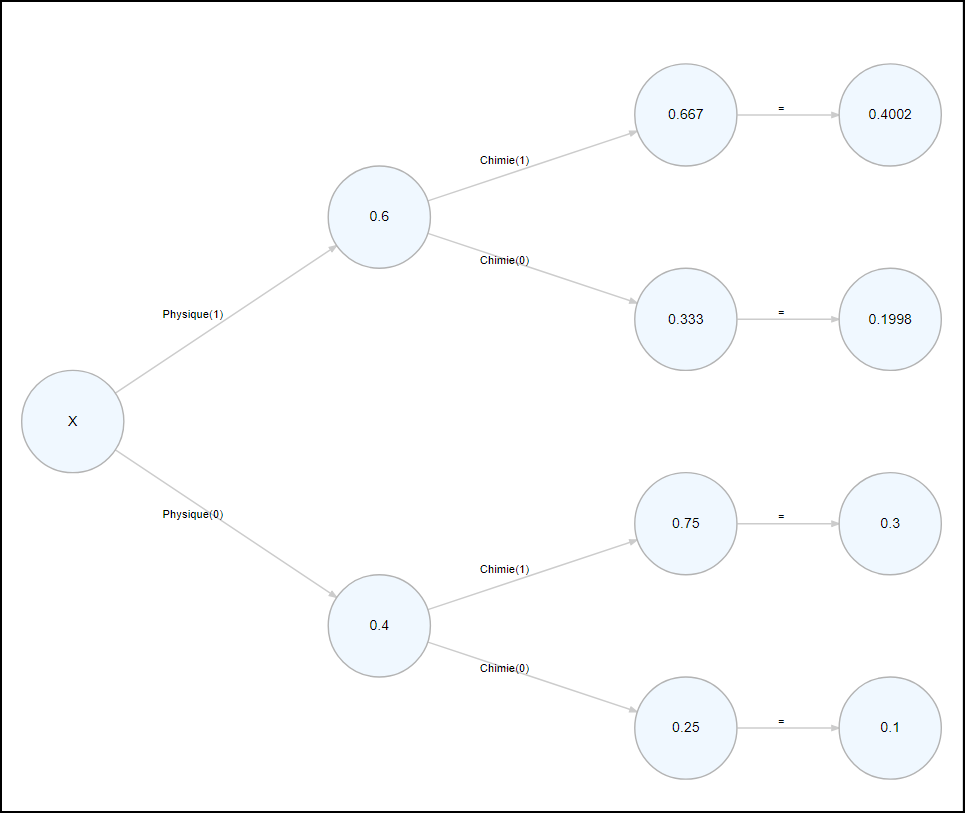 0.667
=
0.4002
Chimie(1)
0.6
Chimie(0)
0.333
=
0.1998
Physique(1)
X
Physique(0)
0.75
=
0.3
Chimie(1)
0.4
Chimie(0)
0.25
=
0.1